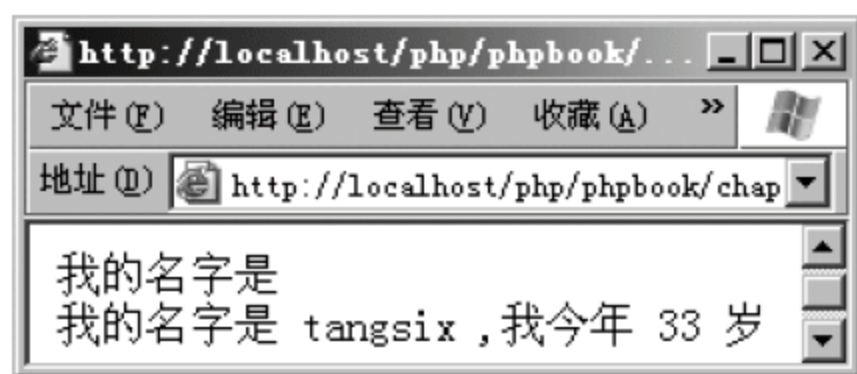 http://localhost/php/phpbook/...
文件(F) 编辑(E) 查看(V) 收藏(A) »
地址(D) http://localhost/php/phpbook/chap
我的名字是
我的名字是 tangsix ,我今年 33 岁